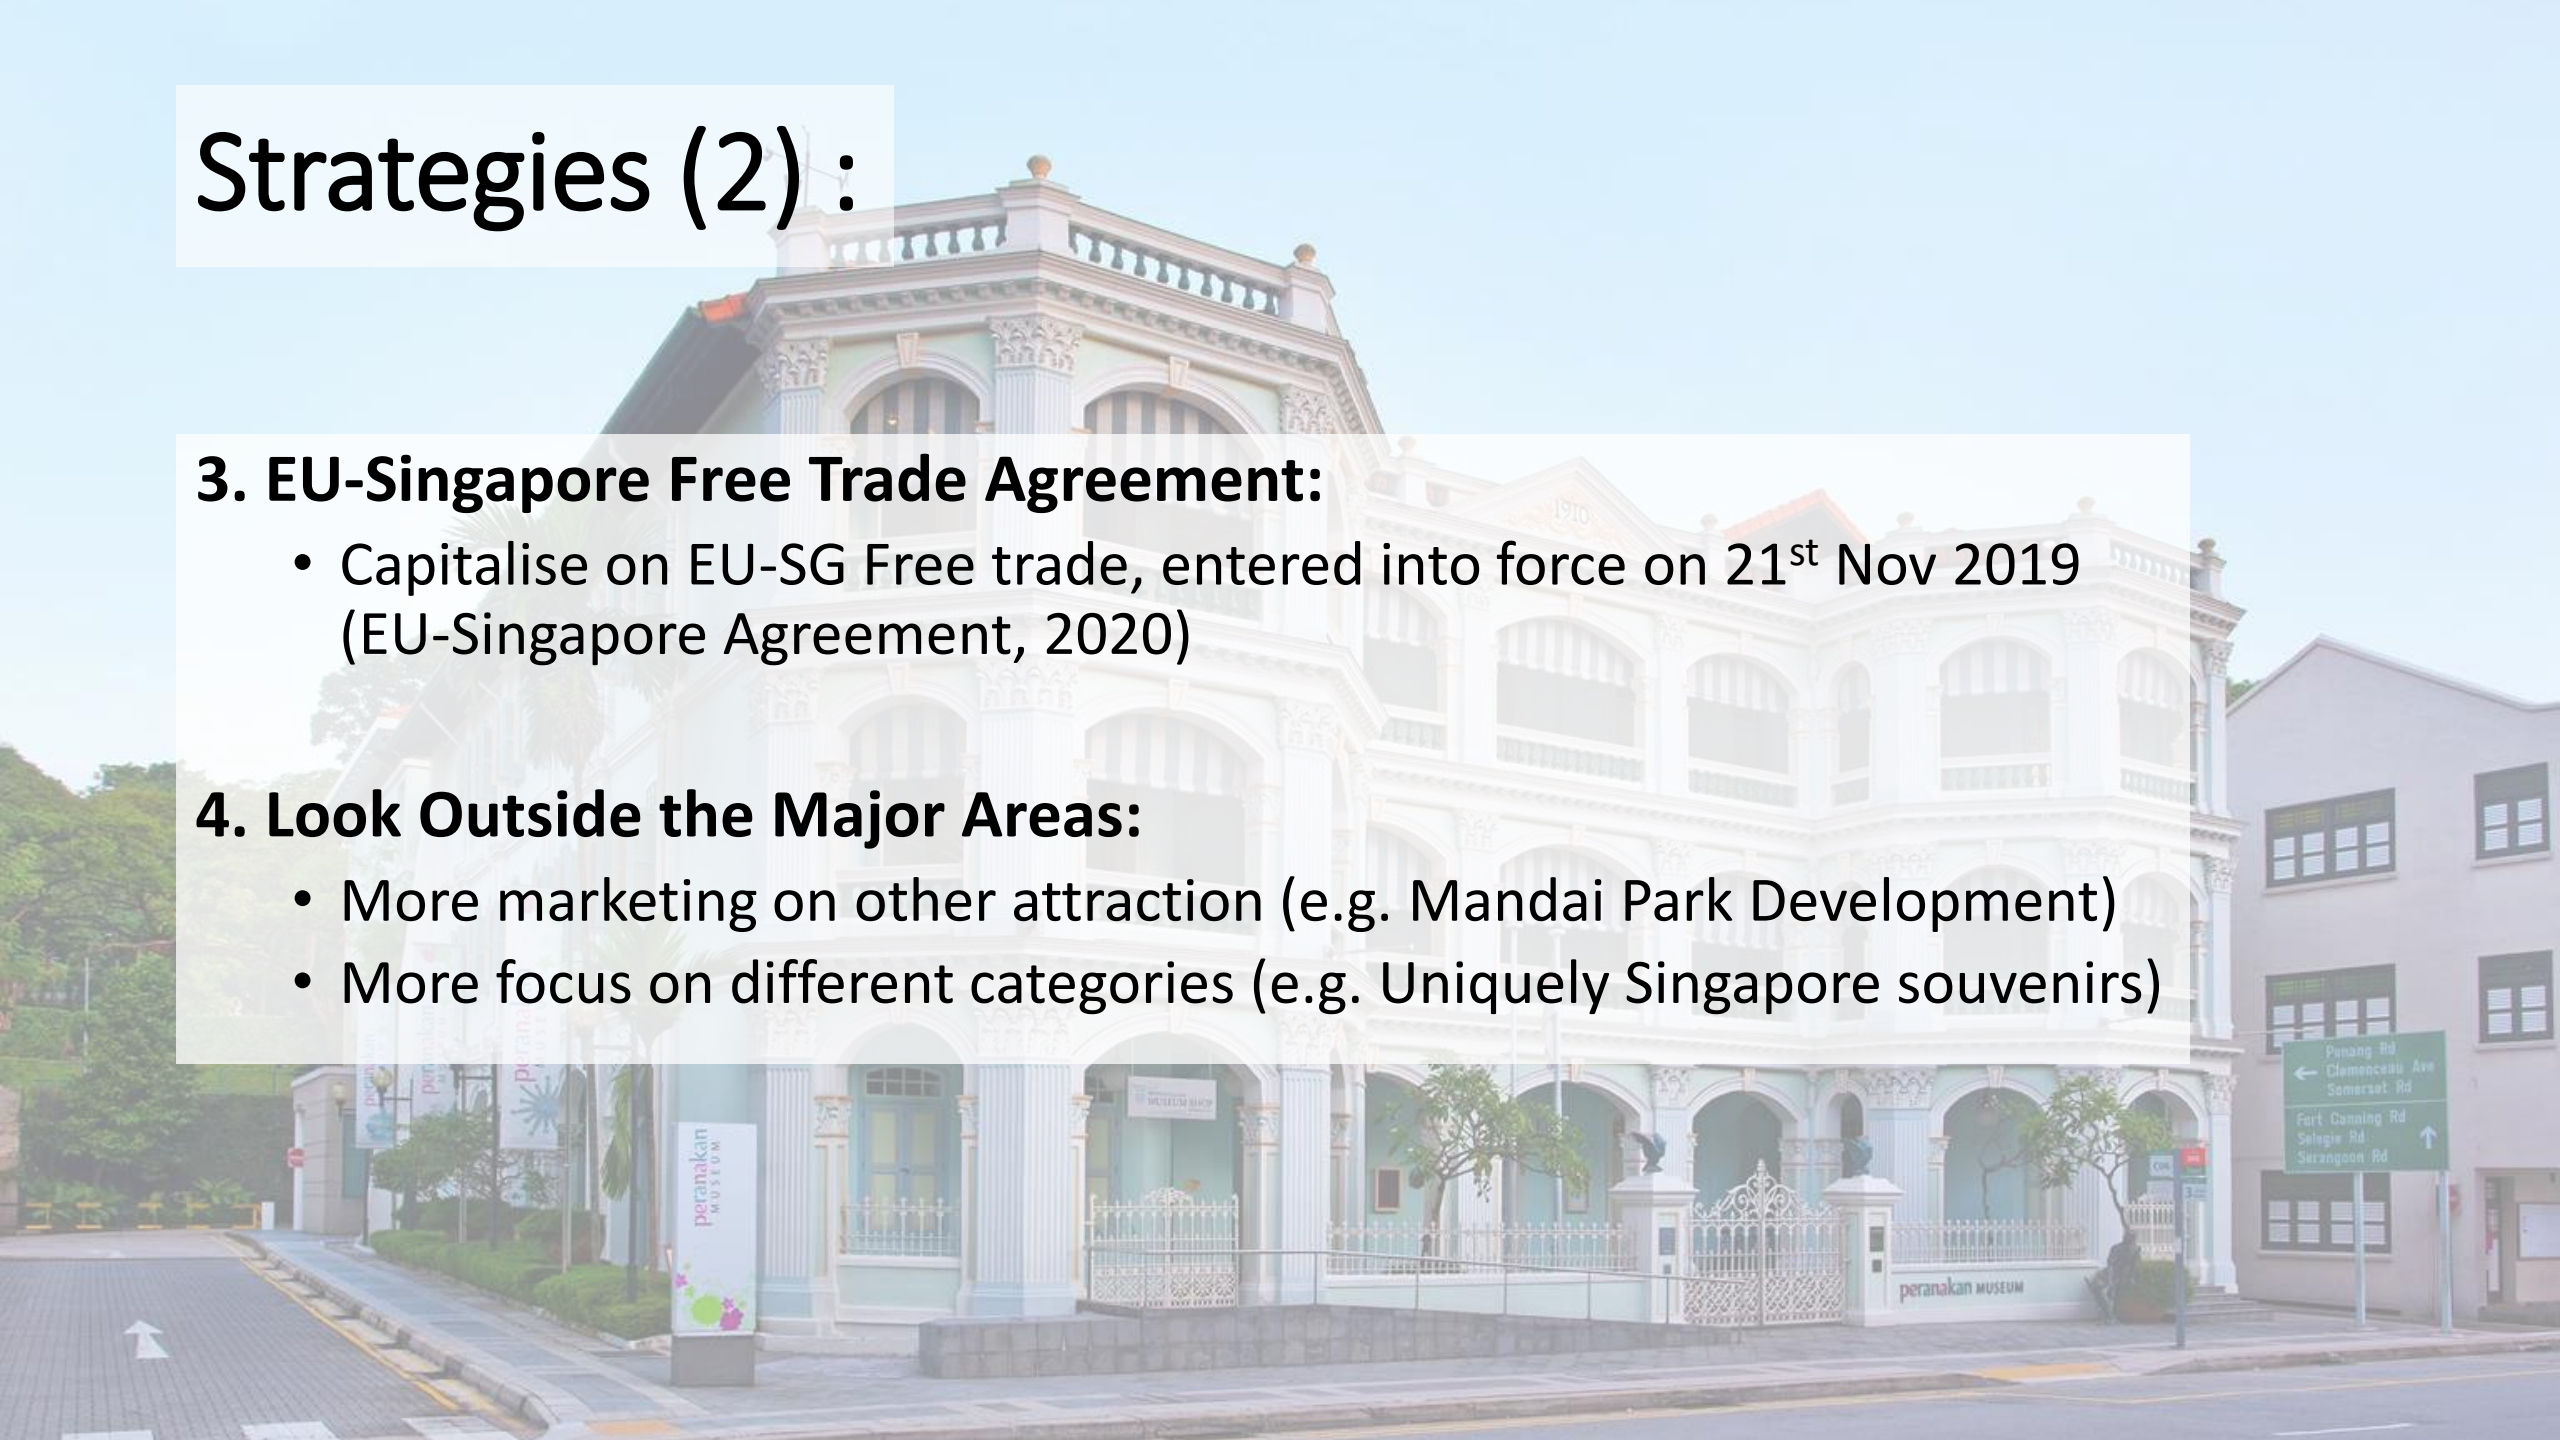 Strategies (2) :
3. EU-Singapore Free Trade Agreement:
• Capitalise on EU-SG Free trade, entered into force on 21st Nov 2019
(EU-Singapore Agreement, 2020)
4. Look Outside the Major Areas:
• More marketing on other attraction (e.g. Mandai Park Development)
• More focus on different categories (e.g. Uniquely Singapore souvenirs)
1910
MUSEUM SHOP
peranakan
MUSEUM
peranakan MUSEUM
Penang Rd
Clemenceau Ave
Somerset Rd
Fort Canning Rd
Selegie Rd
Serangoon Rd